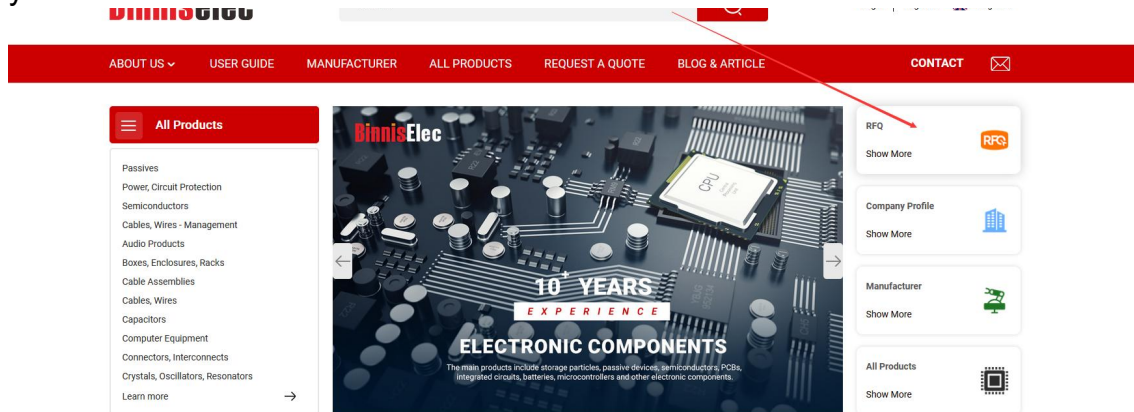 BinnisElec
ABOUT US USER GUIDE MANUFACTURER ALL PRODUCTS REQUEST A QUOTE BLOG & ARTICLE CONTACT
All Products
Passives
Power, Circuit Protection
Semiconductors
Cables, Wires - Management
Audio Products
Boxes, Enclosures, Racks
Cable Assemblies
Cables, Wires
Capacitors
Computer Equipment
Connectors, Interconnects
Crystals, Oscillators, Resonators
Learn more
BinnisElec
CPU
10+ YEARS
EXPERIENCE
ELECTRONIC COMPONENTS
The main products include storage particles, passive devices, semiconductors, PCBs,
integrated circuits, batteries, microcontrollers and other electronic components.
RFQ
Show More
RFQ
Company Profile
Show More
Manufacturer
Show More
All Products
Show More